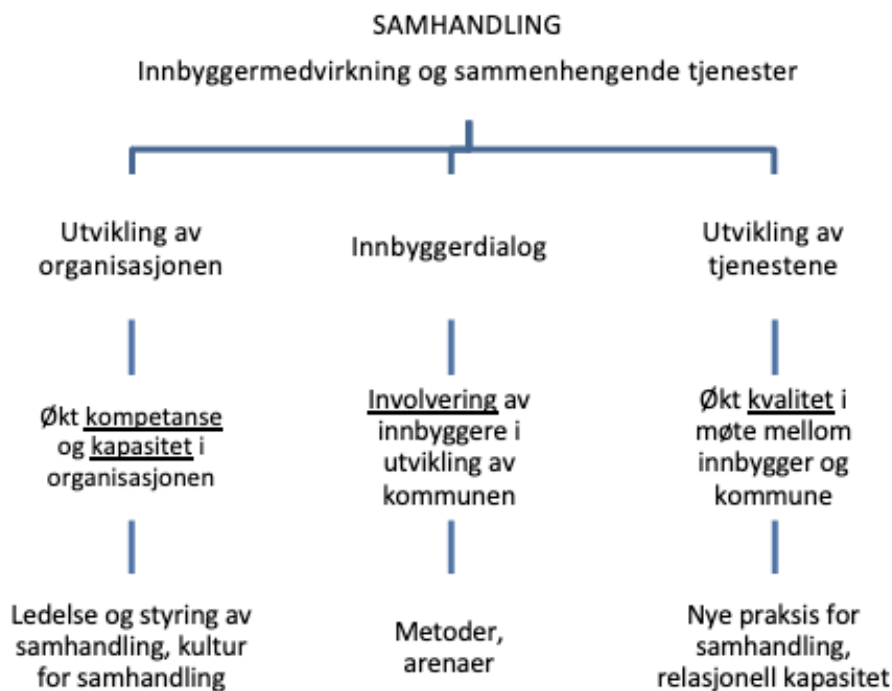 SAMHANDLING
Innbyggermedvirkning og sammenhengende tjenester
Utvikling av
organisasjonen
Innbyggerdialog
Utvikling av
tjenestene
Økt kompetanse
og kapasitet i
organisasjonen
Involvering av
innbyggere i
utvikling av
kommunen
Økt kvalitet i
møte mellom
innbygger og
kommune
Ledelse og styring av
samhandling, kultur
for samhandling
Metoder,
arenaer
Nye praksis for
samhandling,
relasjonell kapasitet